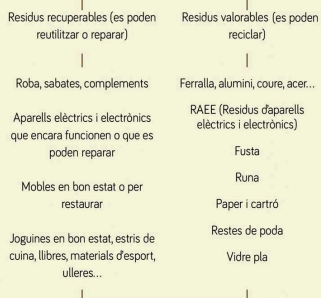 Residus recuperables (es poden
reutilitzar o reparar)
Roba, sabates, complements
Aparells elèctrics i electrònics
que encara funcionen o que es
poden reparar
Mobles en bon estat o per
restaurar
Joguines en bon estat, estris de
cuina, llibres, materials d'esport,
ulleres...
Residus valorables (es poden
reciclar)
Ferralla, alumini, coure, acer...
RAEE (Residus d'aparells
elèctrics i electrònics)
Fusta
Runa
Paper i cartró
Restes de poda
Vidre pla